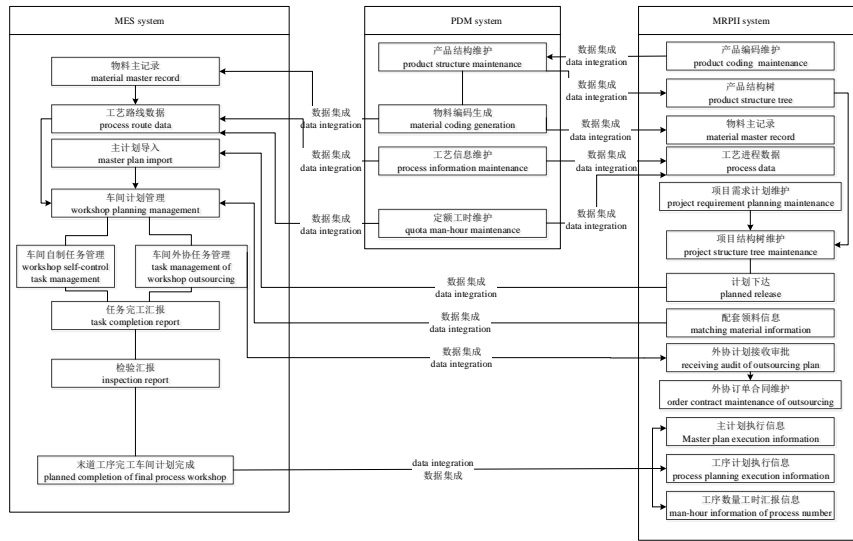 MES system
物料主记录
material master record
工艺路线数据
process route data
主计划导入
master plan import
车间计划管理
workshop planning management
车间自制任务管理
workshop self-control
task management
车间外协任务管理
task management of
workshop outsourcing
任务完工汇报
task completion report
检验汇报
inspection report
末道工序完工车间计划完成
planned completion of final process workshop
数据集成
data integration
数据集成
data integration
数据集成
data integration
PDM system
产品结构维护
product structure maintenance
物料编码生成
material coding generation
工艺信息维护
process information maintenance
定额工时维护
quota man-hour maintenance
数据集成
data integration
数据集成
data integration
数据集成
data integration
data integration
数据集成
数据集成
data integration
数据集成
data integration
数据集成
data integration
数据集成
data integration
数据集成
data integration
MRPII system
产品编码维护
product coding maintenance
产品结构树
product structure tree
物料主记录
material master record
工艺进程数据
process data
项目需求计划维护
project requirement planning maintenance
项目结构树维护
project structure tree maintenance
计划下达
planned release
配套领料信息
matching material information
外协计划接收审批
receiving audit of outsourcing plan
外协订单合同维护
order contract maintenance of outsourcing
主计划执行信息
Master plan execution information
工序计划执行信息
process planning execution information
工序数量工时汇报信息
man-hour information of process number